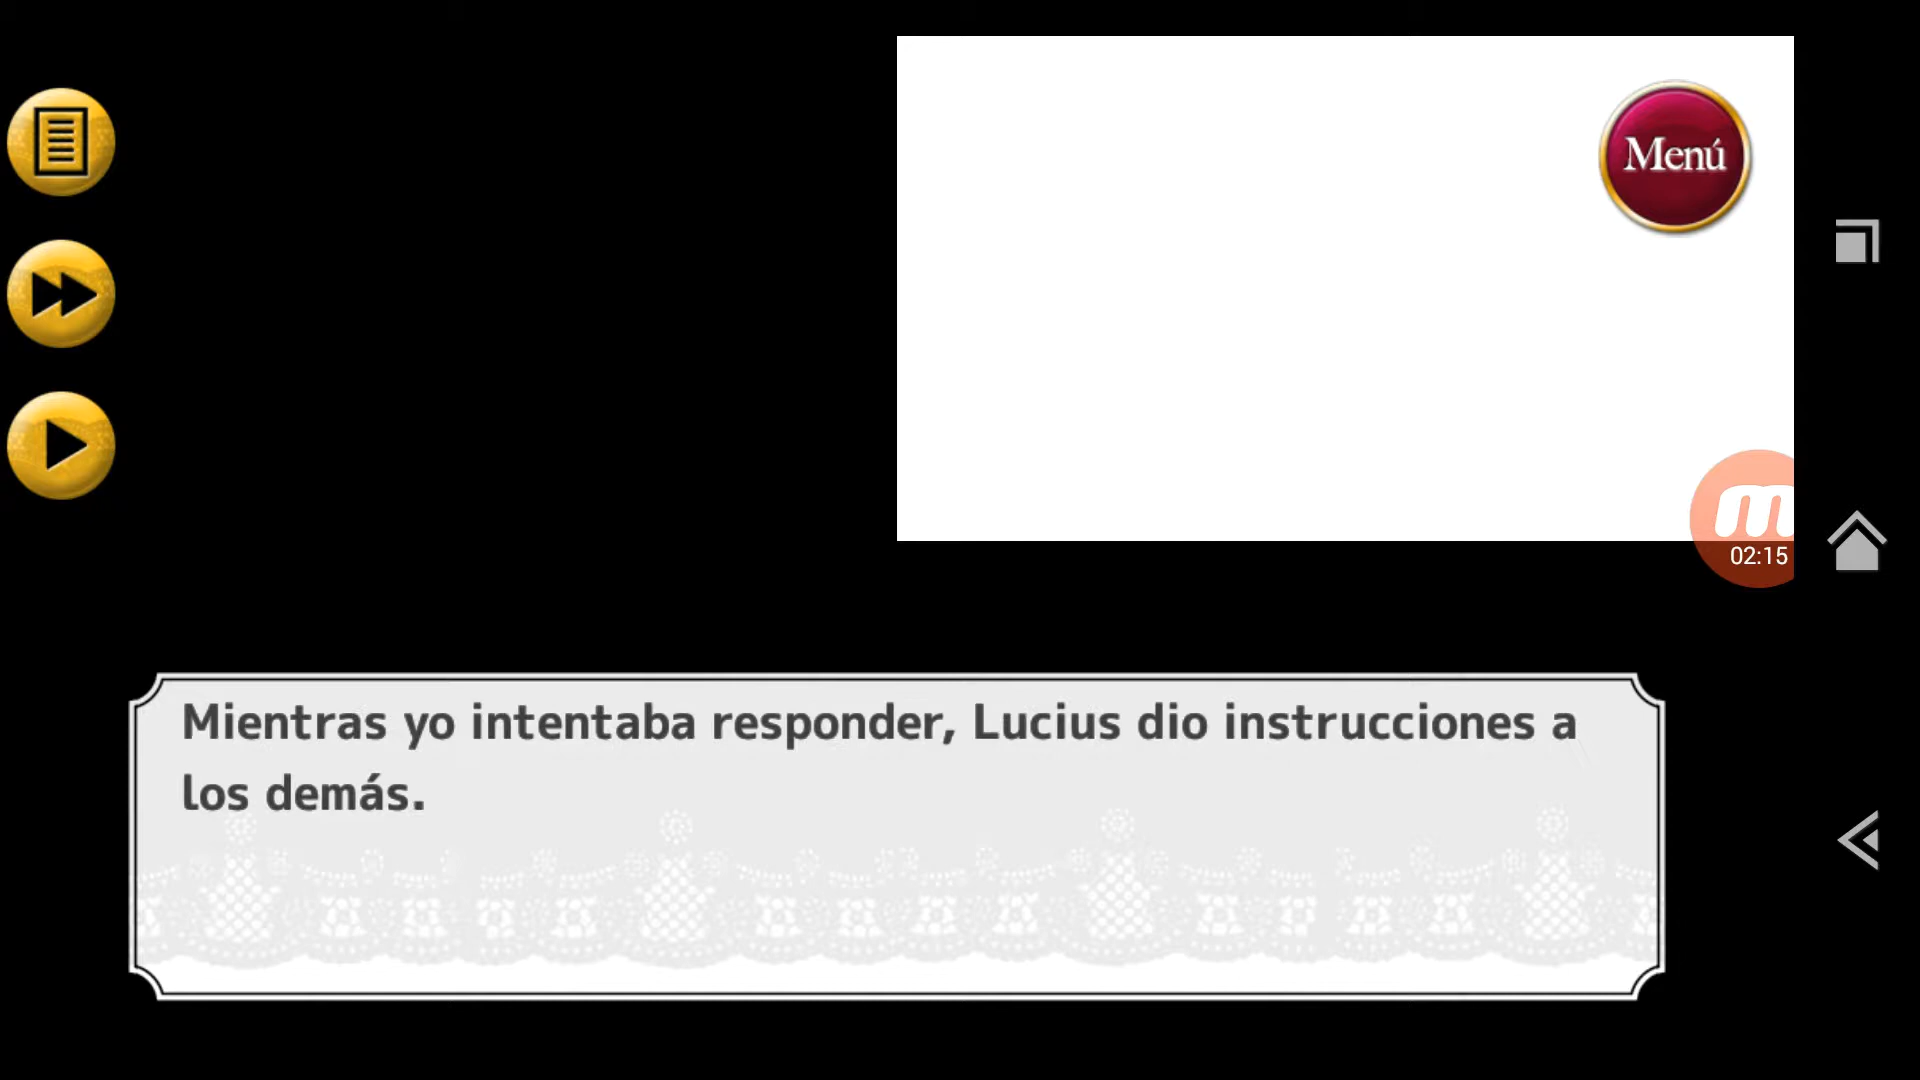 Menú
m
02:15
Mientras yo intentaba responder, Lucius dio instrucciones a
los demás.